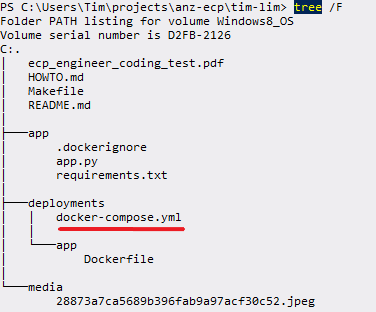 PS C:\Users\Tim\projects\anz-ecp\tim-lim> tree /F
Folder PATH listing for volume Windows8_OS
Volume serial number is D2FB-2126
C:.
│   ecp_engineer_coding_test.pdf
│   HOWTO.md
│   Makefile
│   README.md
│
├───app
│       .dockerignore
│       app.py
│       requirements.txt
│
├───deployments
│   │   docker-compose.yml
│   │
│   └───app
│           Dockerfile
│
└───media
        28873a7ca5689b396fab9a97acf30c52.jpeg